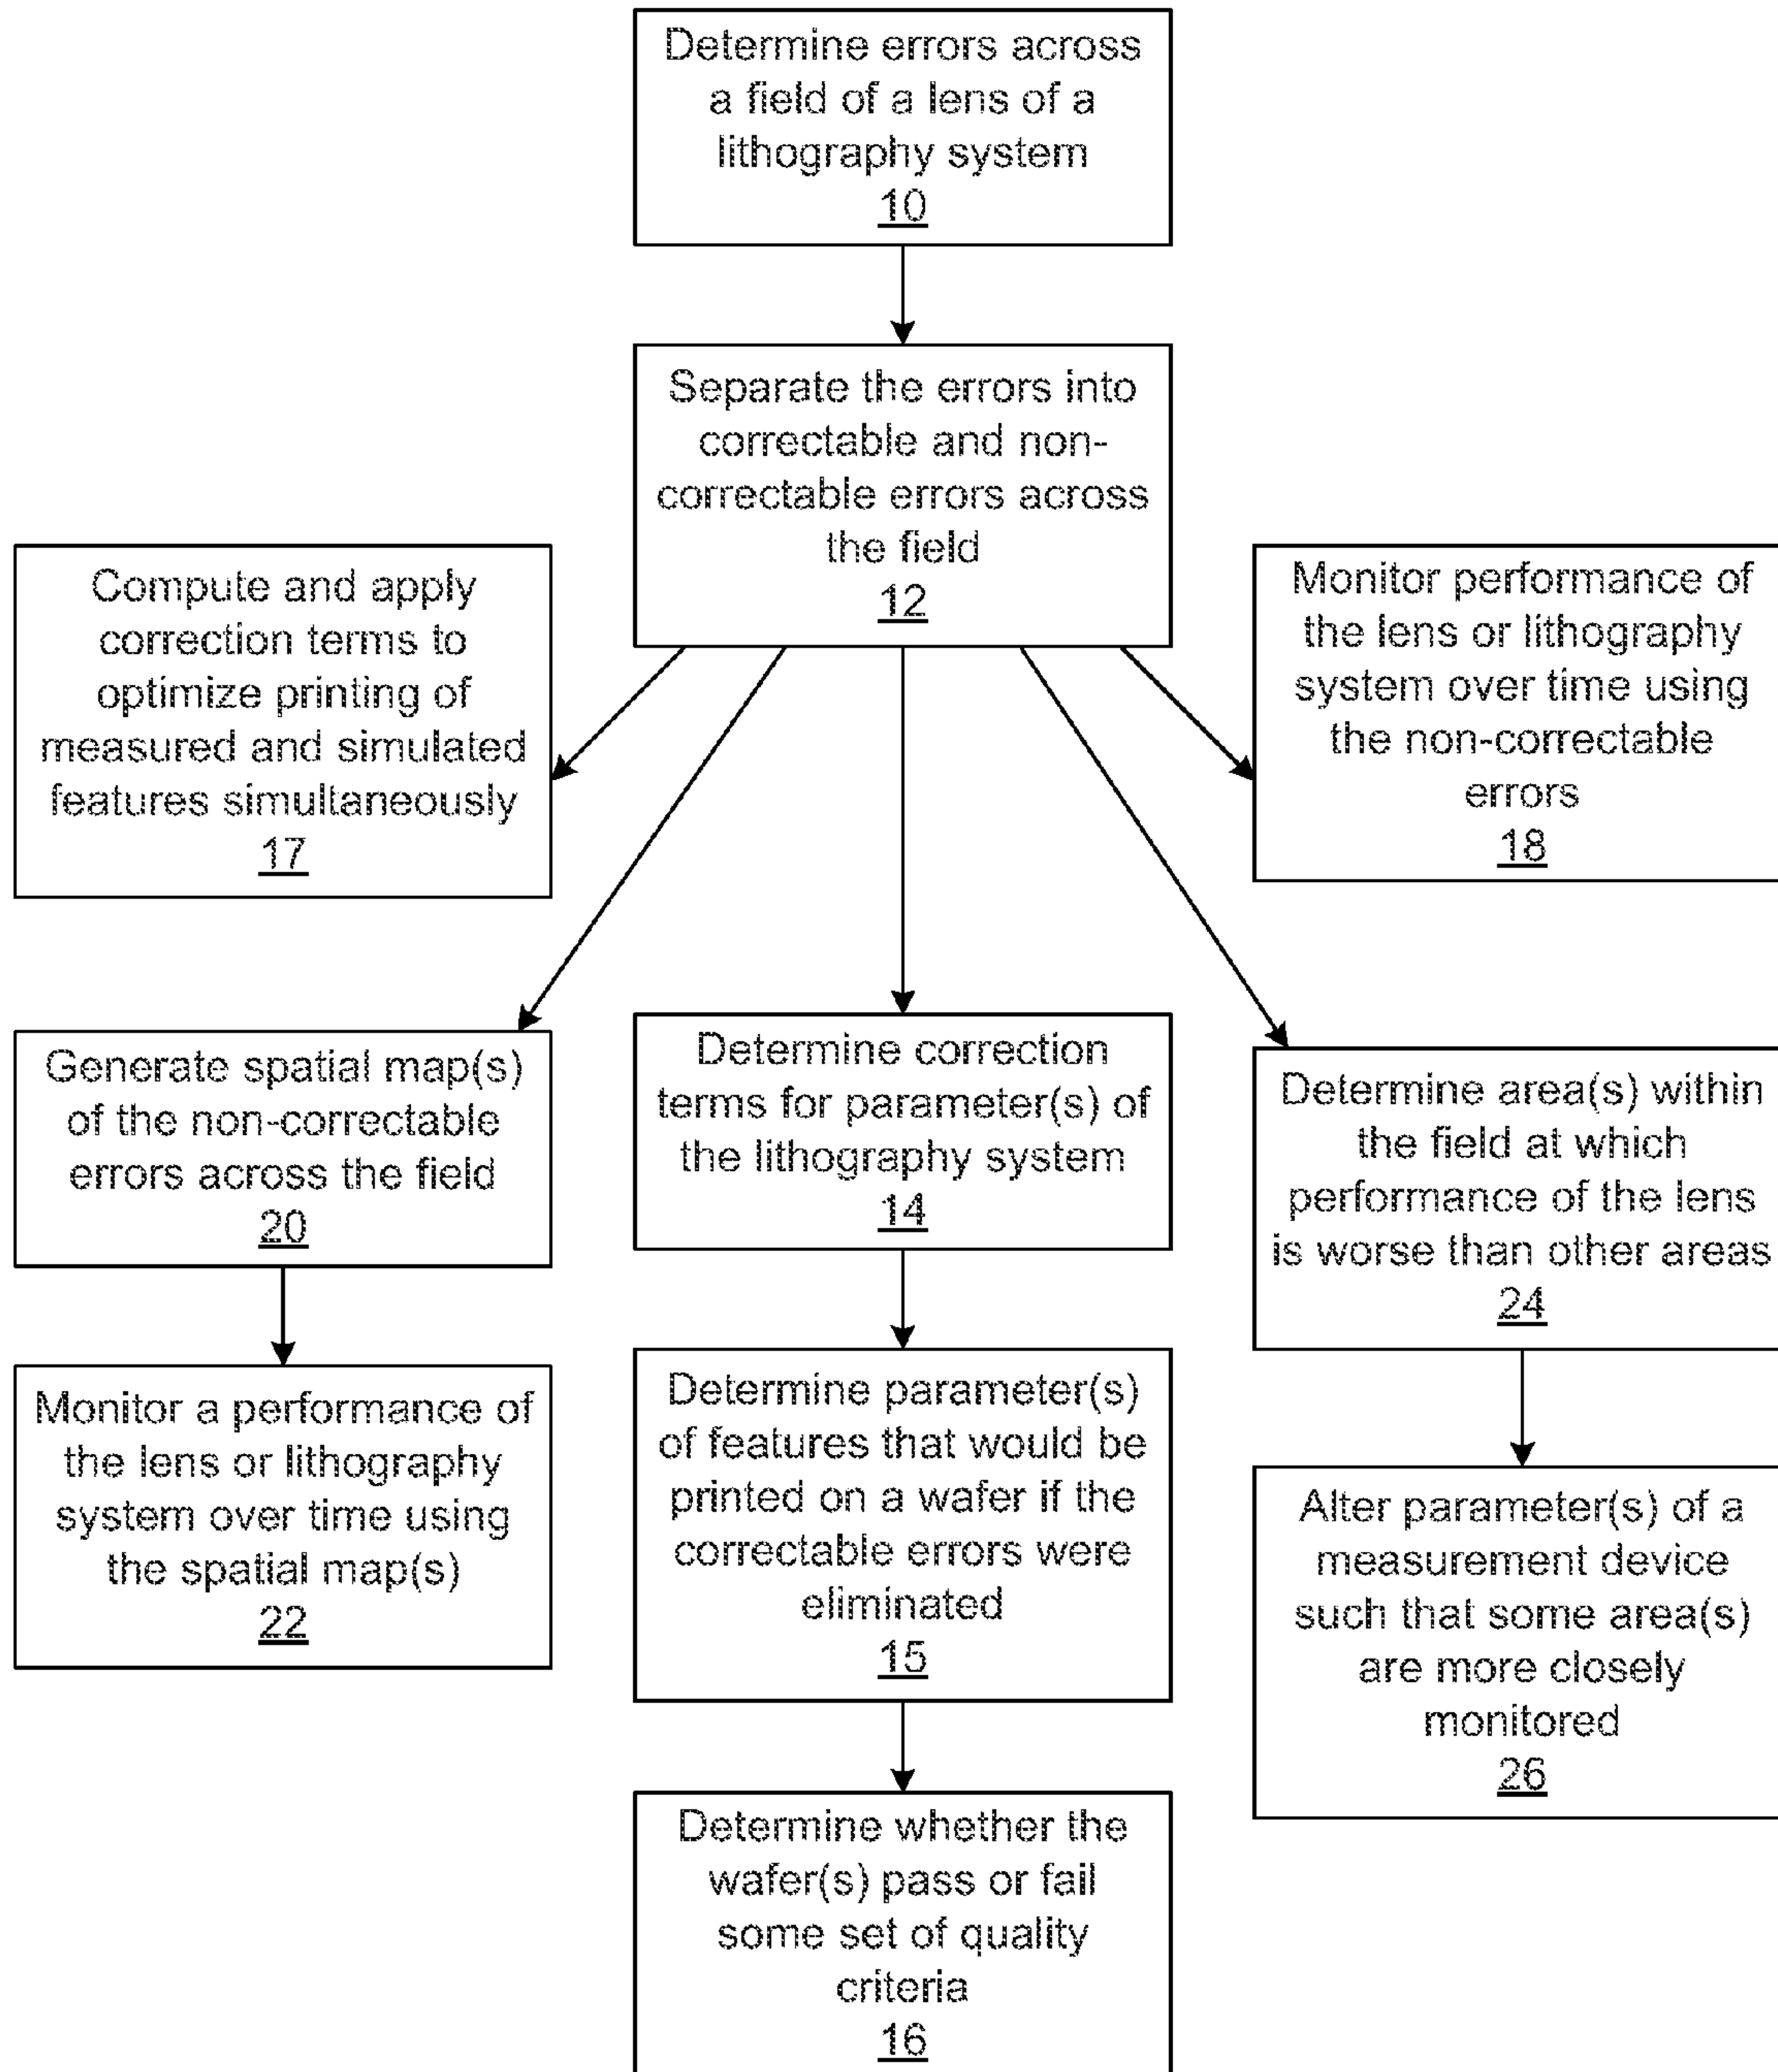 Determine errors across
a field of a lens of a
lithography system
10
Separate the errors into
correctable and non-
correctable errors across
the field
12
Compute and apply
correction terms to
optimize printing of
measured and simulated
features simultaneously
17
Monitor performance of
the lens or lithography
system over time using
the non-correctable
errors
18
Generate spatial map(s)
of the non-correctable
errors across the field
20
Determine correction
terms for parameter(s) of
the lithography system
14
Determine area(s) within
the field at which
performance of the lens
is worse than other areas
24
Monitor a performance of
the lens or lithography
system over time using
the spatial map(s)
22
Determine parameter(s)
of features that would be
printed on a wafer if the
correctable errors were
eliminated
15
Alter parameter(s) of a
measurement device
such that some area(s)
are more closely
monitored
26
Determine whether the
wafer(s) pass or fail
some set of quality
criteria
16